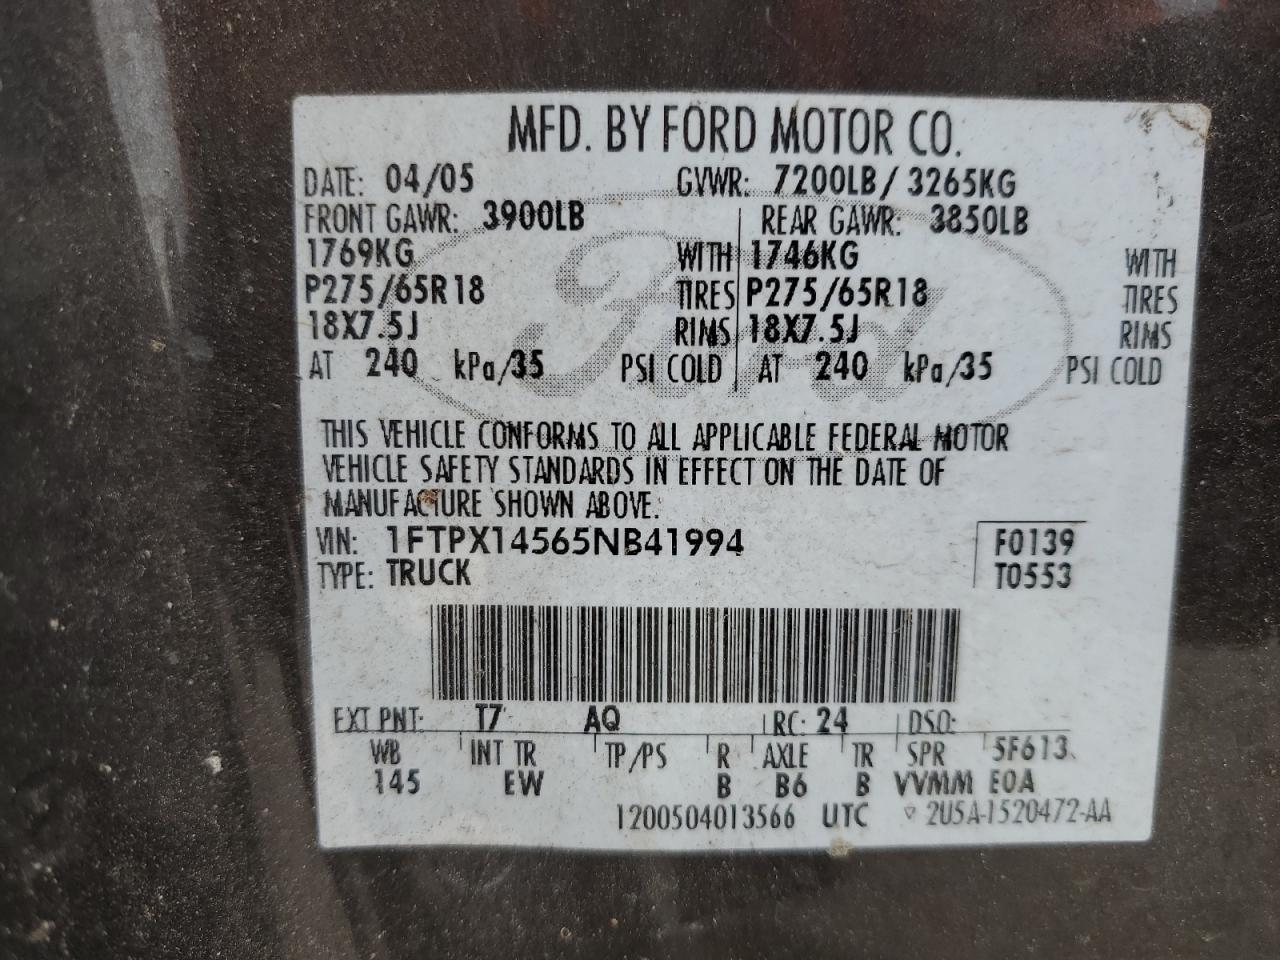 MFD. BY FORD MOTOR CO.
DATE: 04/05 GVWR: 7200LB/ 3265KG
FRONT GAWR: 3900LB REAR GAWR: 3850LB
1769KG WITH 1746KG WITH
P275/65R18 TIRES P275/65R18 TIRES
18X7.5J RIMS 18X7.5J RIMS
AT 240 kPa/35 PSI COLD AT 240 kPa/35 PSI COLD
Ford
THIS VEHICLE CONFORMS TO ALL APPLICABLE FEDERAL MOTOR
VEHICLE SAFETY STANDARDS IN EFFECT ON THE DATE OF
MANUFACTURE SHOWN ABOVE.
VIN: 1FTPX14565NB41994 F0139
TYPE: TRUCK T0553
EXT PNT: T7 AQ RC: 24 DSO:
WB INT TR TP/PS R AXLE TR SPR 5F613
145 EW B B6 B VVMM EOA
1200504013566 UTC ▽ 2U5A-1520472-AA